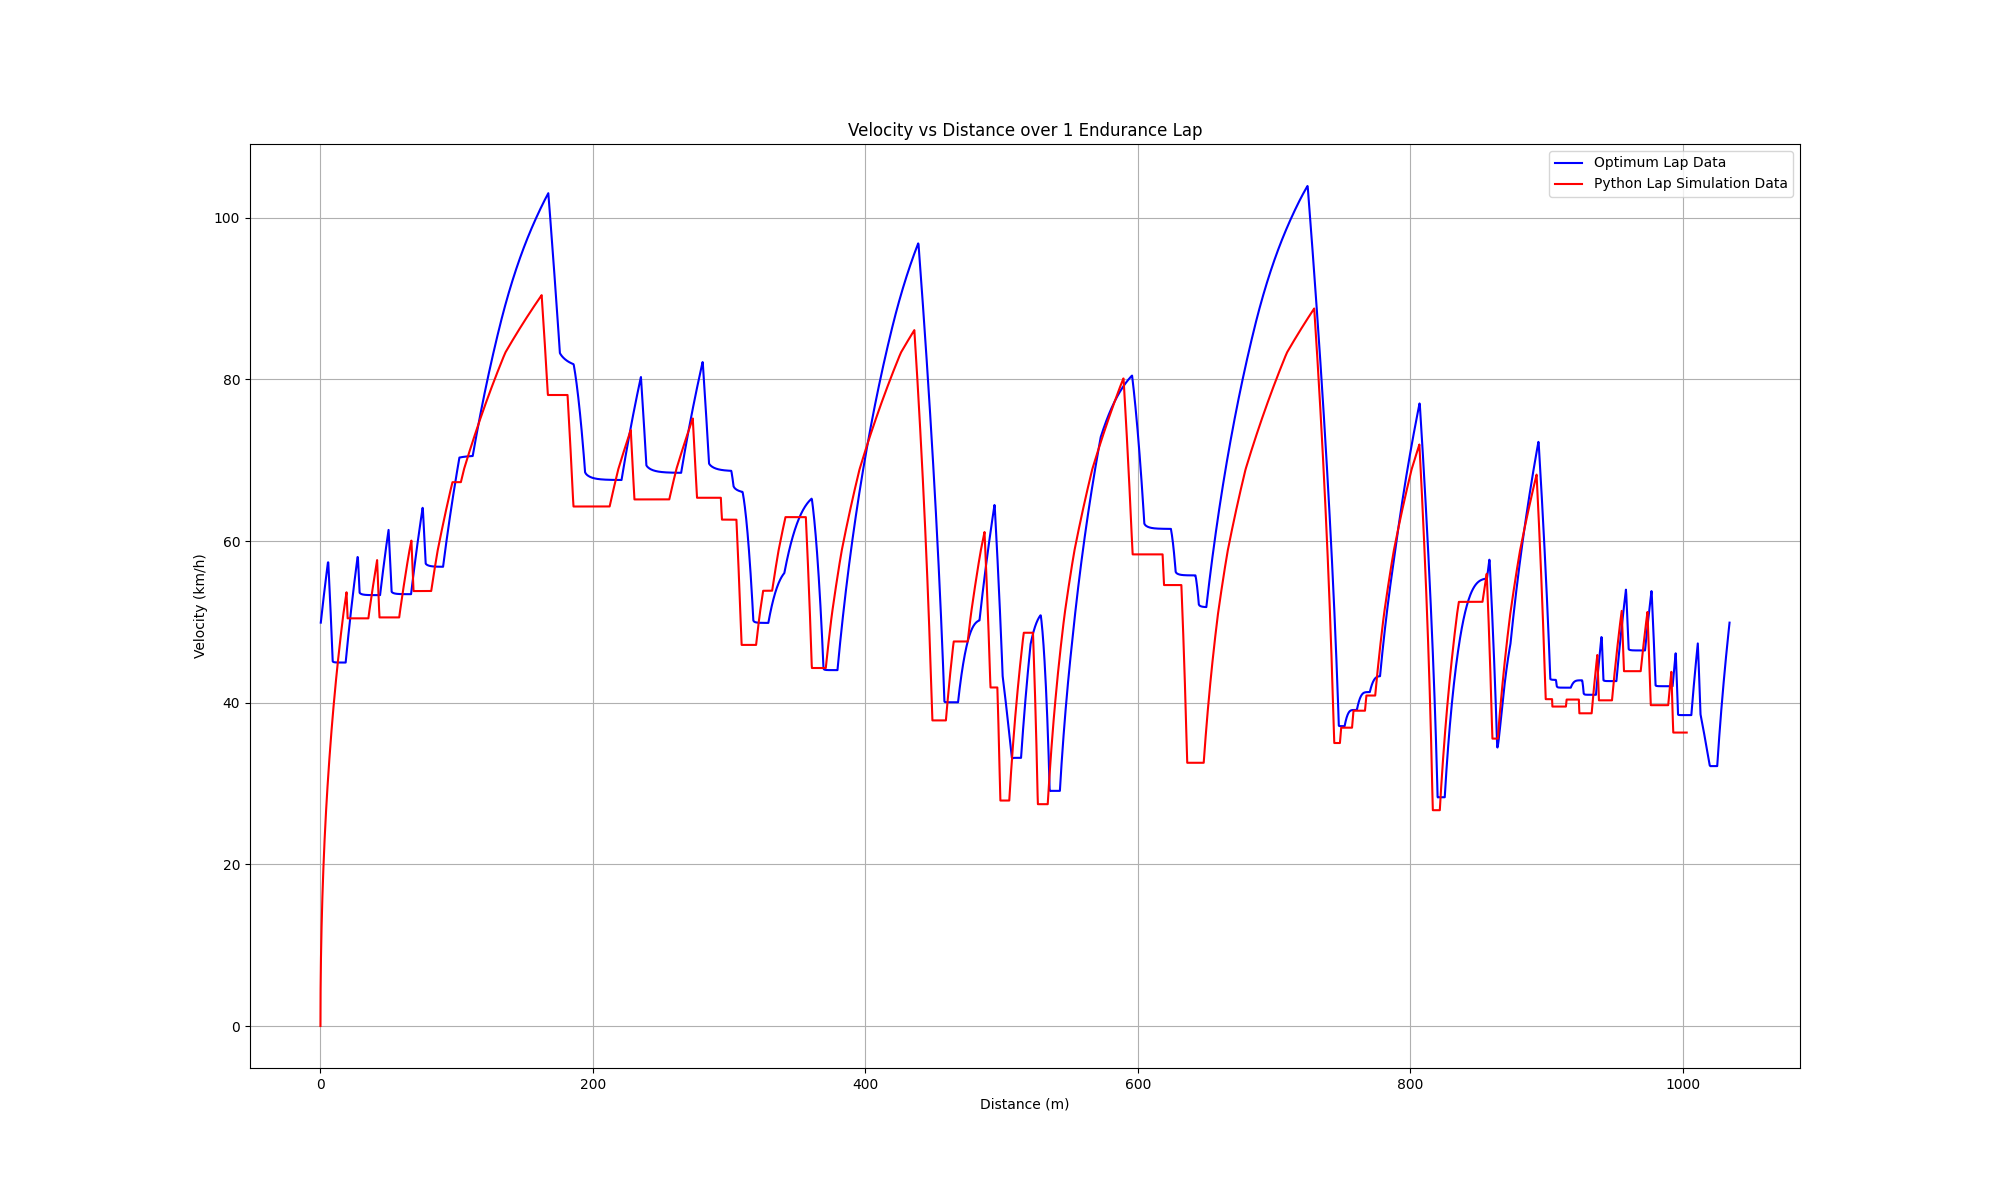 Velocity vs Distance over 1 Endurance Lap
Optimum Lap Data
Python Lap Simulation Data
100
80
60
40
20
0
Velocity (km/h)
0 200 400 600 800 1000
Distance (m)